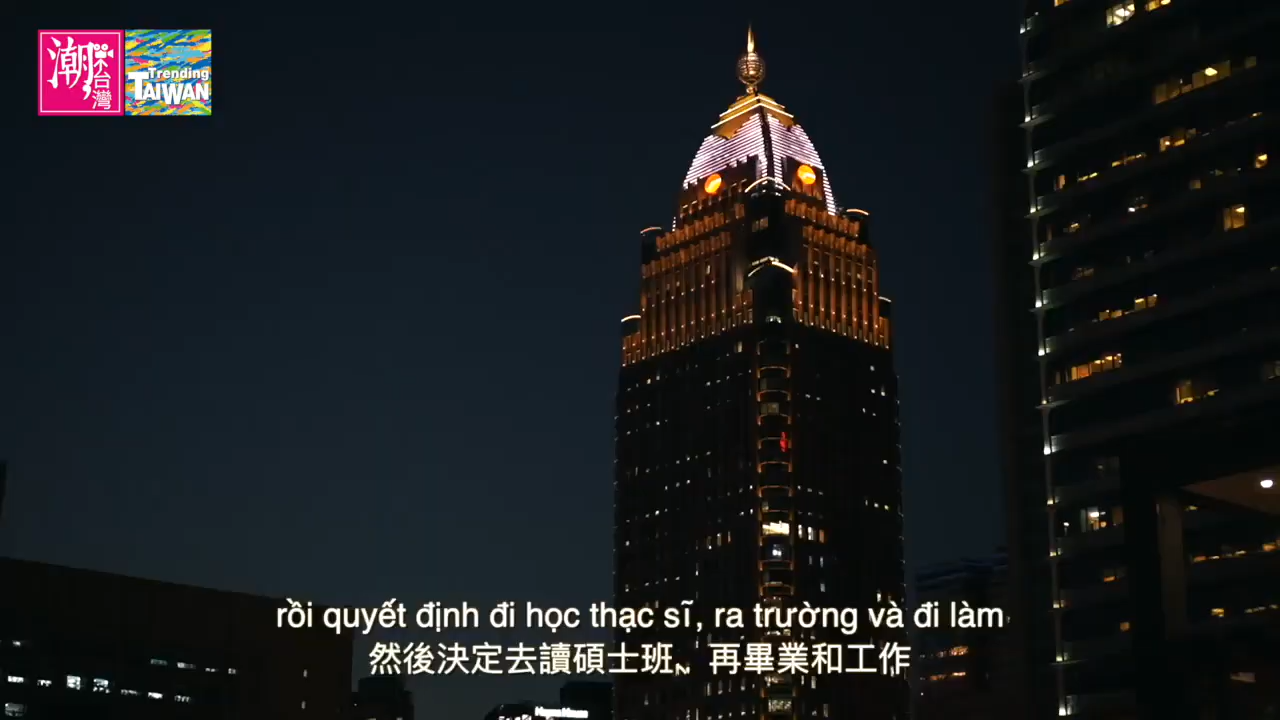 潮台灣
Trending
TAIWAN
rồi quyết định đi học thạc sĩ, ra trường và đi làm
然後決定去讀碩士班、再畢業和工作